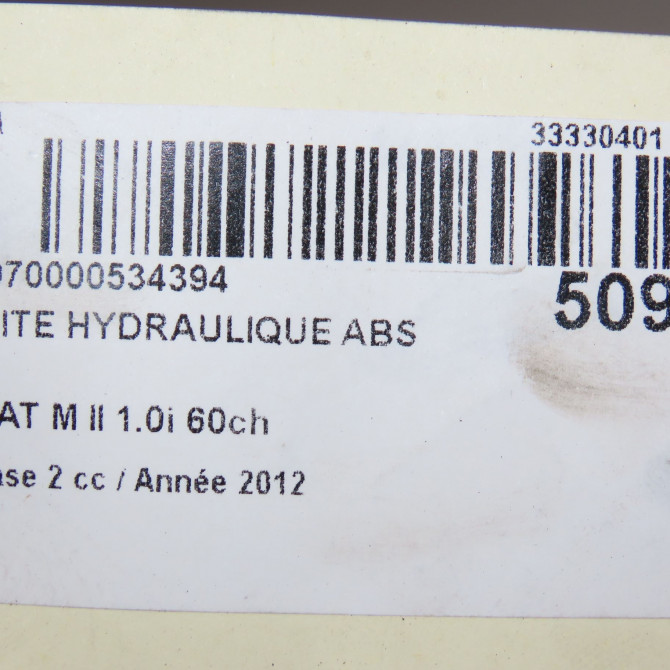 33330401
070000534394
509
ITE HYDRAULIQUE ABS
AT M II 1.0i 60ch
ase 2 cc / Année 2012